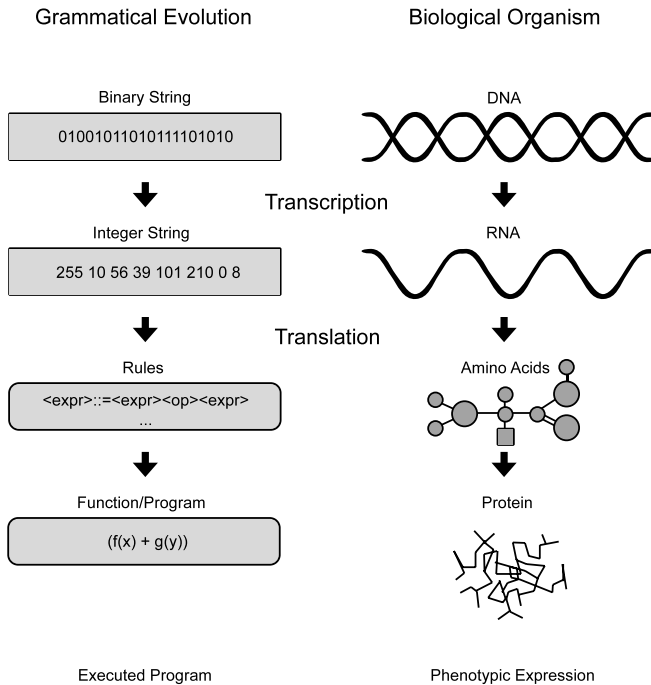 Grammatical Evolution
Biological Organism
Binary String
DNA
01001011010111101010
Transcription
Integer String
RNA
255 10 56 39 101 210 0 8
Translation
Rules
Amino Acids
<expr>::=<expr><op><expr>
...
Function/Program
Protein
(f(x) + g(y))
Executed Program
Phenotypic Expression